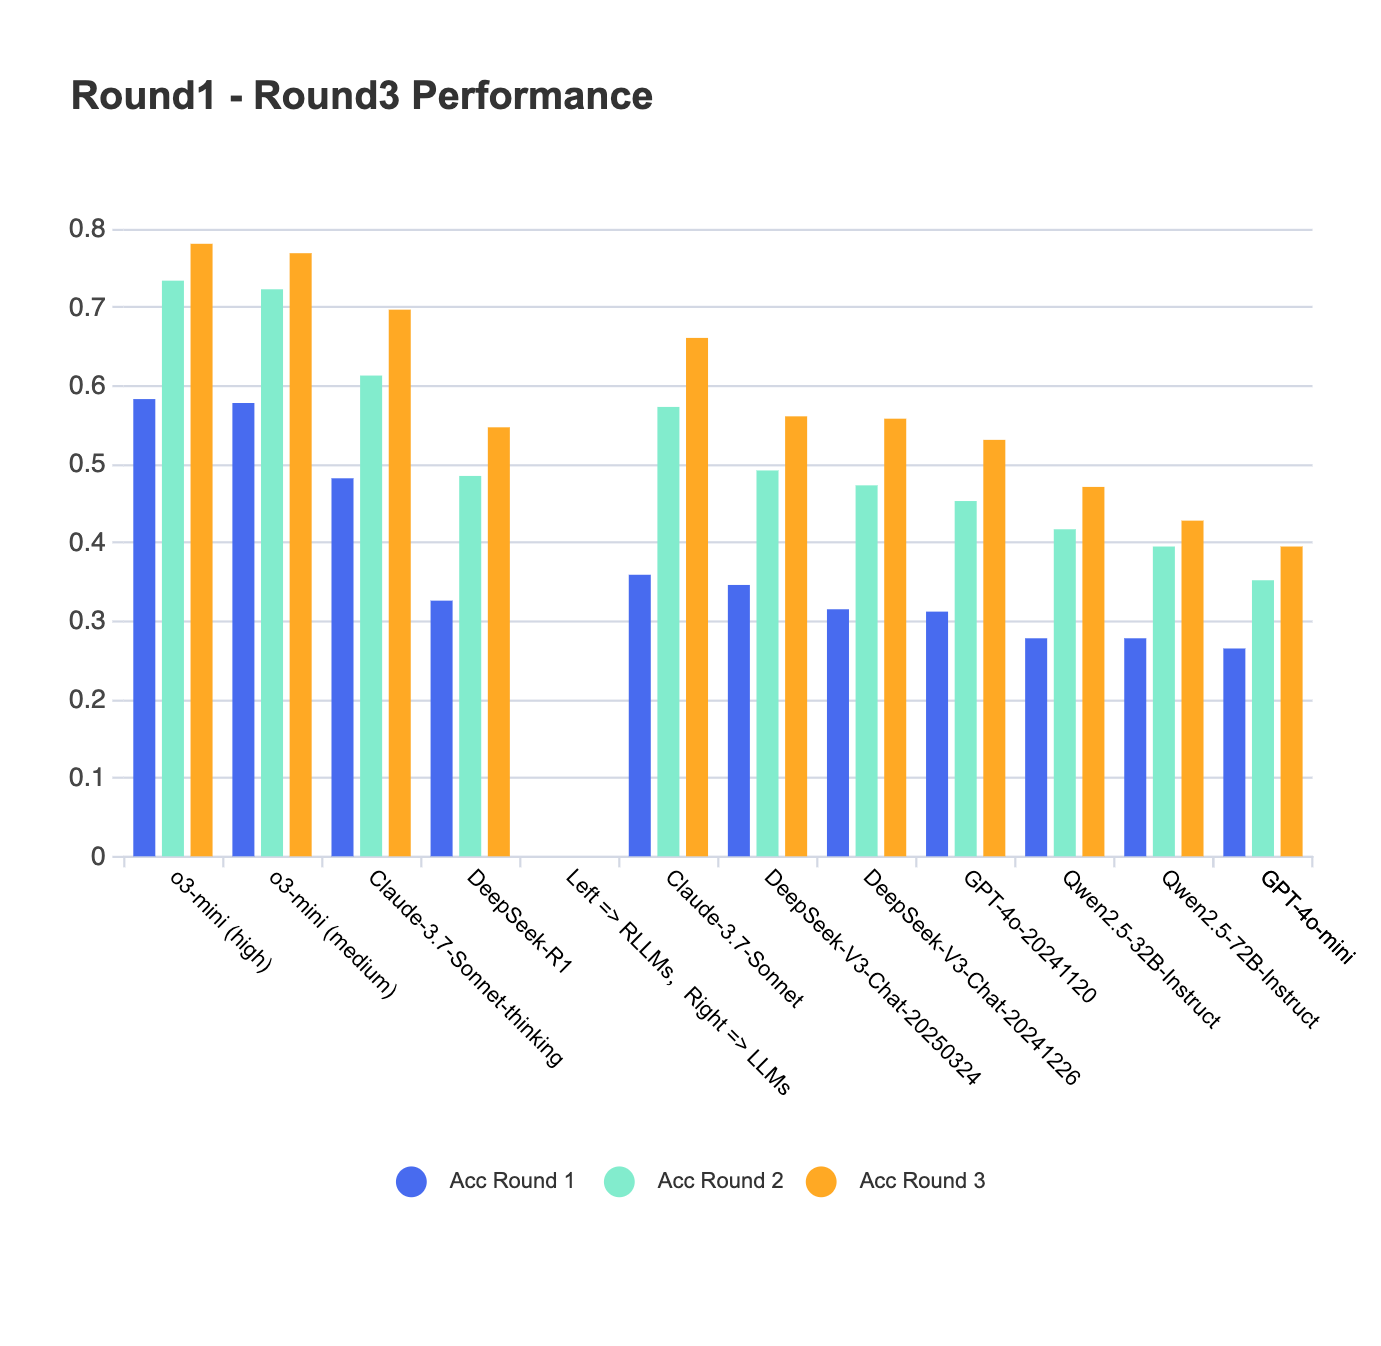 Round1 - Round3 Performance
0.8
0.7
0.6
0.5
0.4
0.3
0.2
0.1
0
o3-mini (high)
o3-mini (medium)
Claude-3.7-Sonnet-thinking
DeepSeek-R1
Left => RLLMs, Right => LLMs
Claude-3.7-Sonnet
DeepSeek-V3-Chat-20250324
DeepSeek-V3-Chat-20241226
GPT-4o-20241120
Qwen2.5-32B-Instruct
Qwen2.5-72B-Instruct
GPT-4o-mini
Acc Round 1
Acc Round 2
Acc Round 3